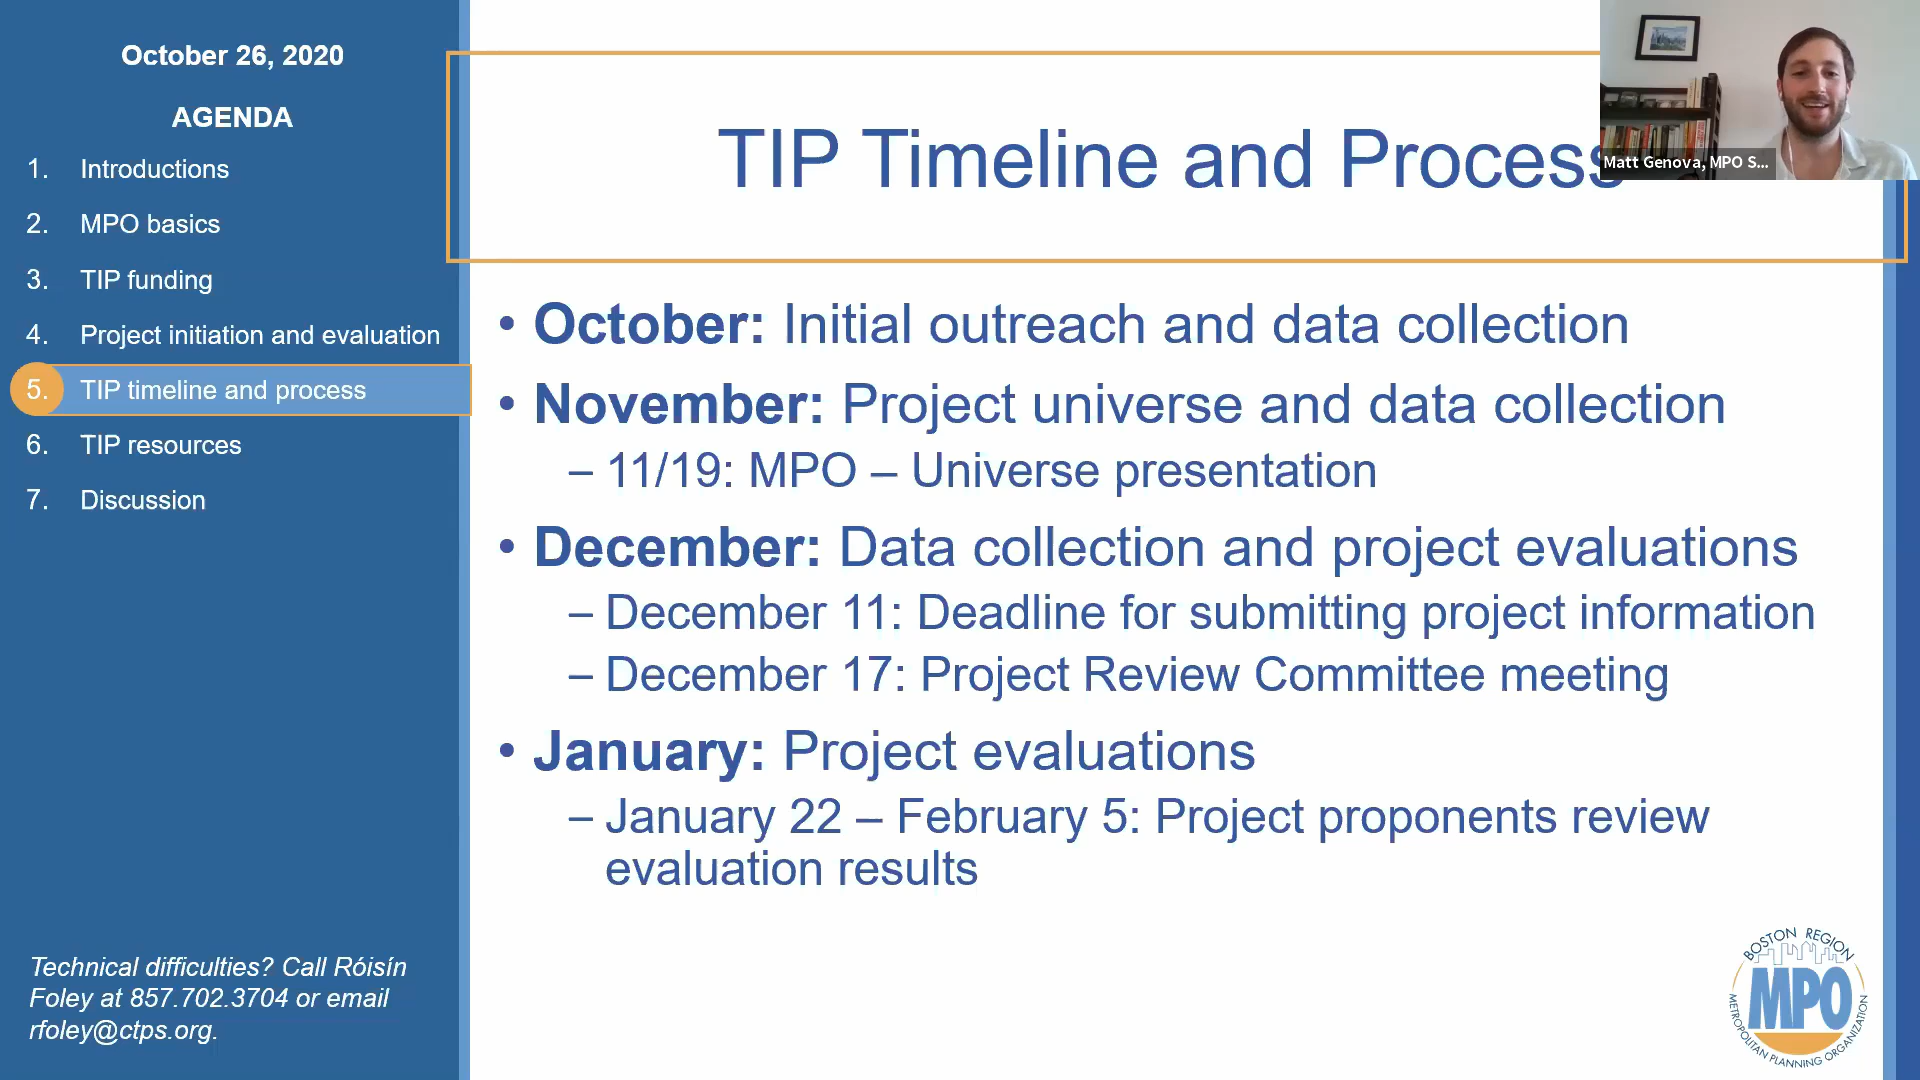 October 26, 2020
AGENDA
1. Introductions
2. MPO basics
3. TIP funding
4. Project initiation and evaluation
5. TIP timeline and process
6. TIP resources
7. Discussion
Technical difficulties? Call Róisín
Foley at 857.702.3704 or email
rfoley@ctps.org.
TIP Timeline and Process
Matt Genova, MPO S...
• October: Initial outreach and data collection
• November: Project universe and data collection
– 11/19: MPO – Universe presentation
• December: Data collection and project evaluations
– December 11: Deadline for submitting project information
– December 17: Project Review Committee meeting
• January: Project evaluations
– January 22 – February 5: Project proponents review
evaluation results
BOSTON REGION
MPO
METROPOLITAN PLANNING ORGANIZATION